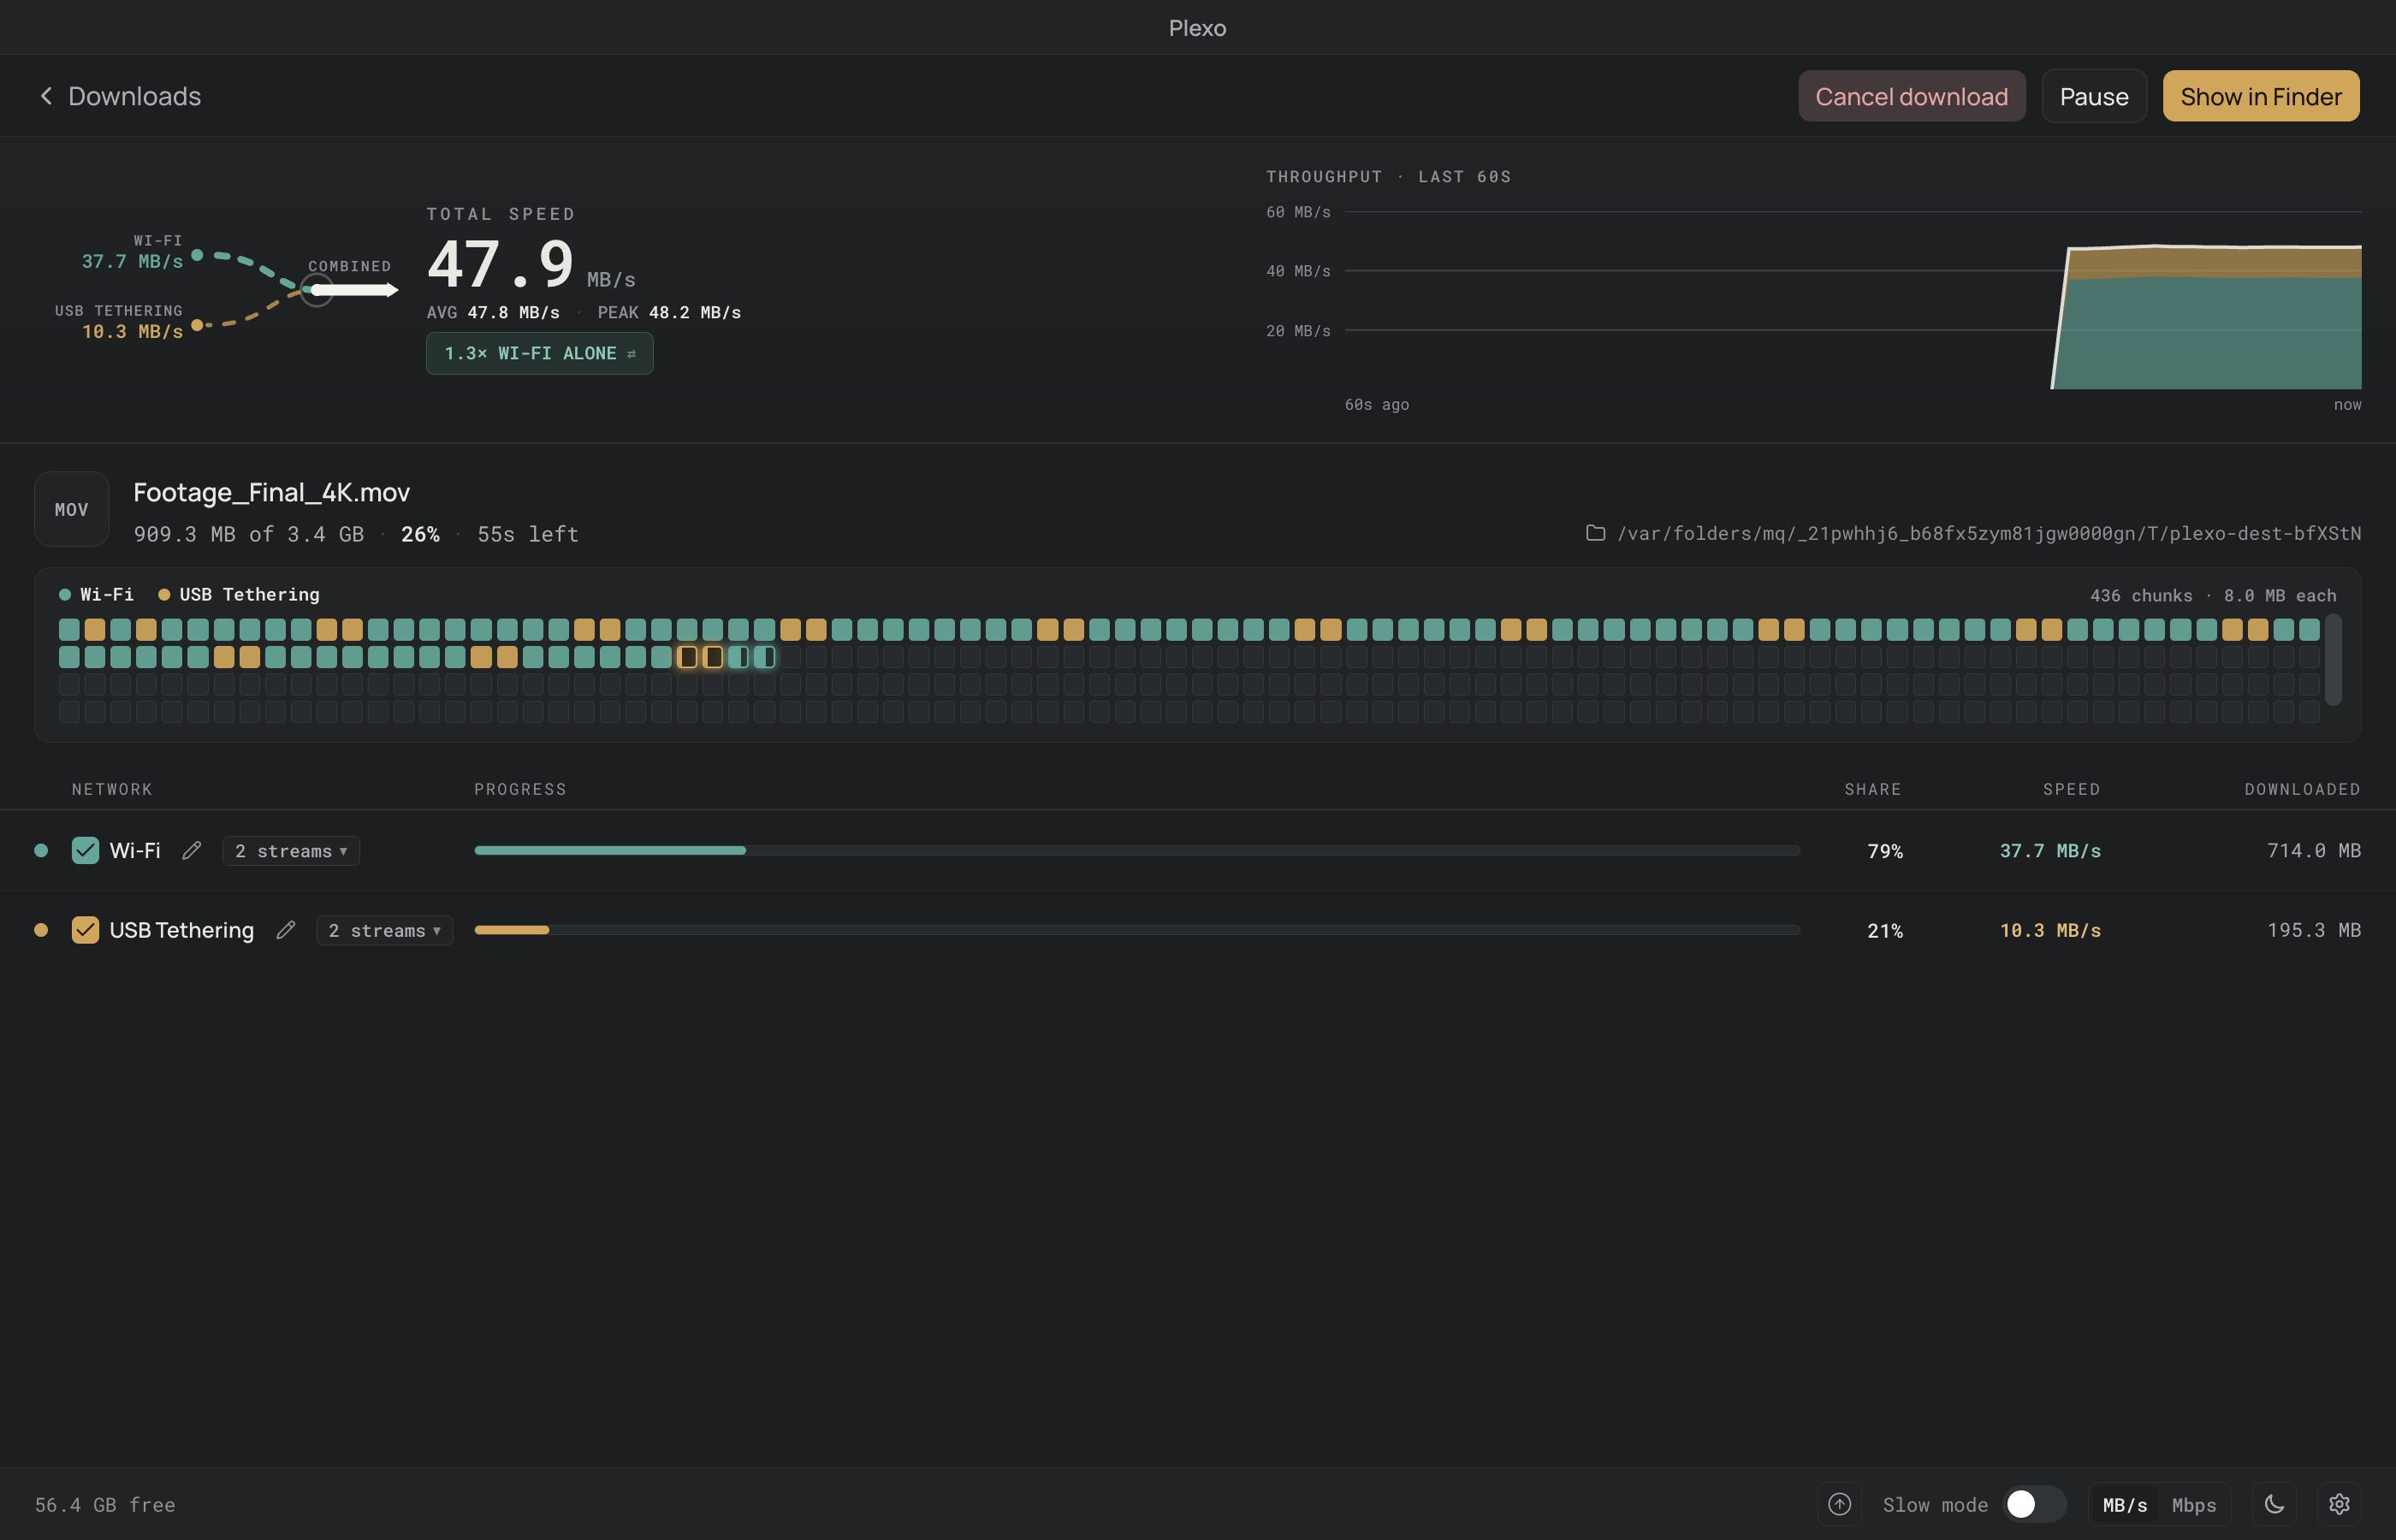 Plexo
Downloads
Cancel download
Pause
Show in Finder
WI-FI
37.7 MB/s
USB TETHERING
10.3 MB/s
COMBINED
TOTAL SPEED
47.9 MB/s
AVG 47.8 MB/s · PEAK 48.2 MB/s
1.3× WI-FI ALONE ⇄
THROUGHPUT · LAST 60S
60 MB/s
40 MB/s
20 MB/s
60s ago
now
MOV
Footage_Final_4K.mov
909.3 MB of 3.4 GB · 26% · 55s left
/var/folders/mq/_21pwhhj6_b68fx5zym81jgw0000gn/T/plexo-dest-bfXStN
Wi-Fi
USB Tethering
436 chunks · 8.0 MB each
NETWORK PROGRESS SHARE SPEED DOWNLOADED
Wi-Fi 2 streams ▾ 79% 37.7 MB/s 714.0 MB
USB Tethering 2 streams ▾ 21% 10.3 MB/s 195.3 MB
56.4 GB free
Slow mode
MB/s Mbps